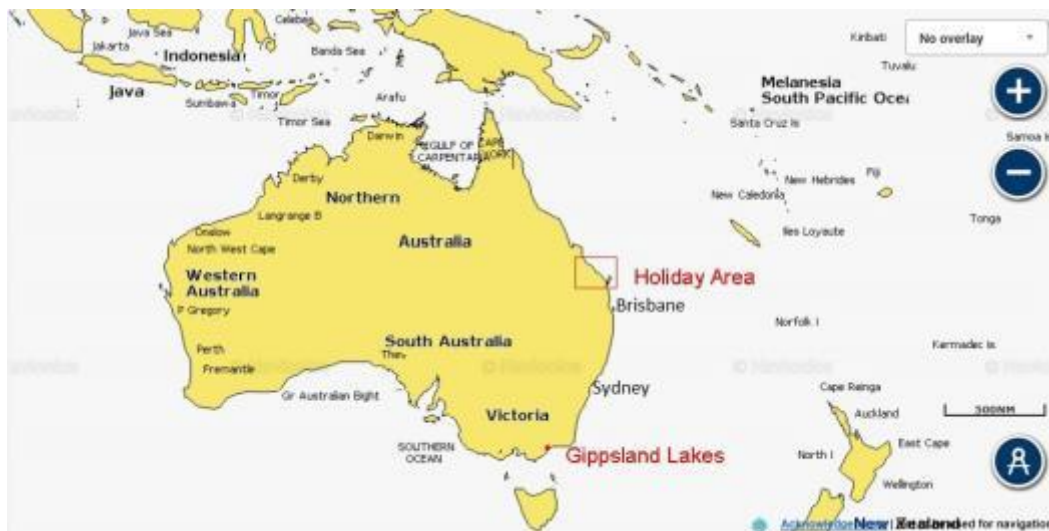 Celebes
Kiribati
No overlay
Java Sea
Jakarta
Banda Sea
Indonesia
Tuvalu
Java
Melanesia
South Pacific Ocea
Sumbawa
Timor
Arafu
Timor Sea
Santa Cruz Is
Darwin
GULF OF
CARPENTARIA
CAPE
YORK
Samoa Is
Derby
New Hebrides
Fiji
Northern
New Caledonia
Langrange B
Tonga
Onslow
Iles Loyaute
North West Cape
Australia
Western
Australia
Holiday Area
Brisbane
P Gregory
Norfolk I
South Australia
Kermadec Is
Perth
Thev
© Navionics
Fremantle
Sydney
Cape Reinga
Gr Australian Bight
Auckland
500NM
Victoria
SOUTHERN
OCEAN
East Cape
Gippsland Lakes
North I
Wellington
New Zealand